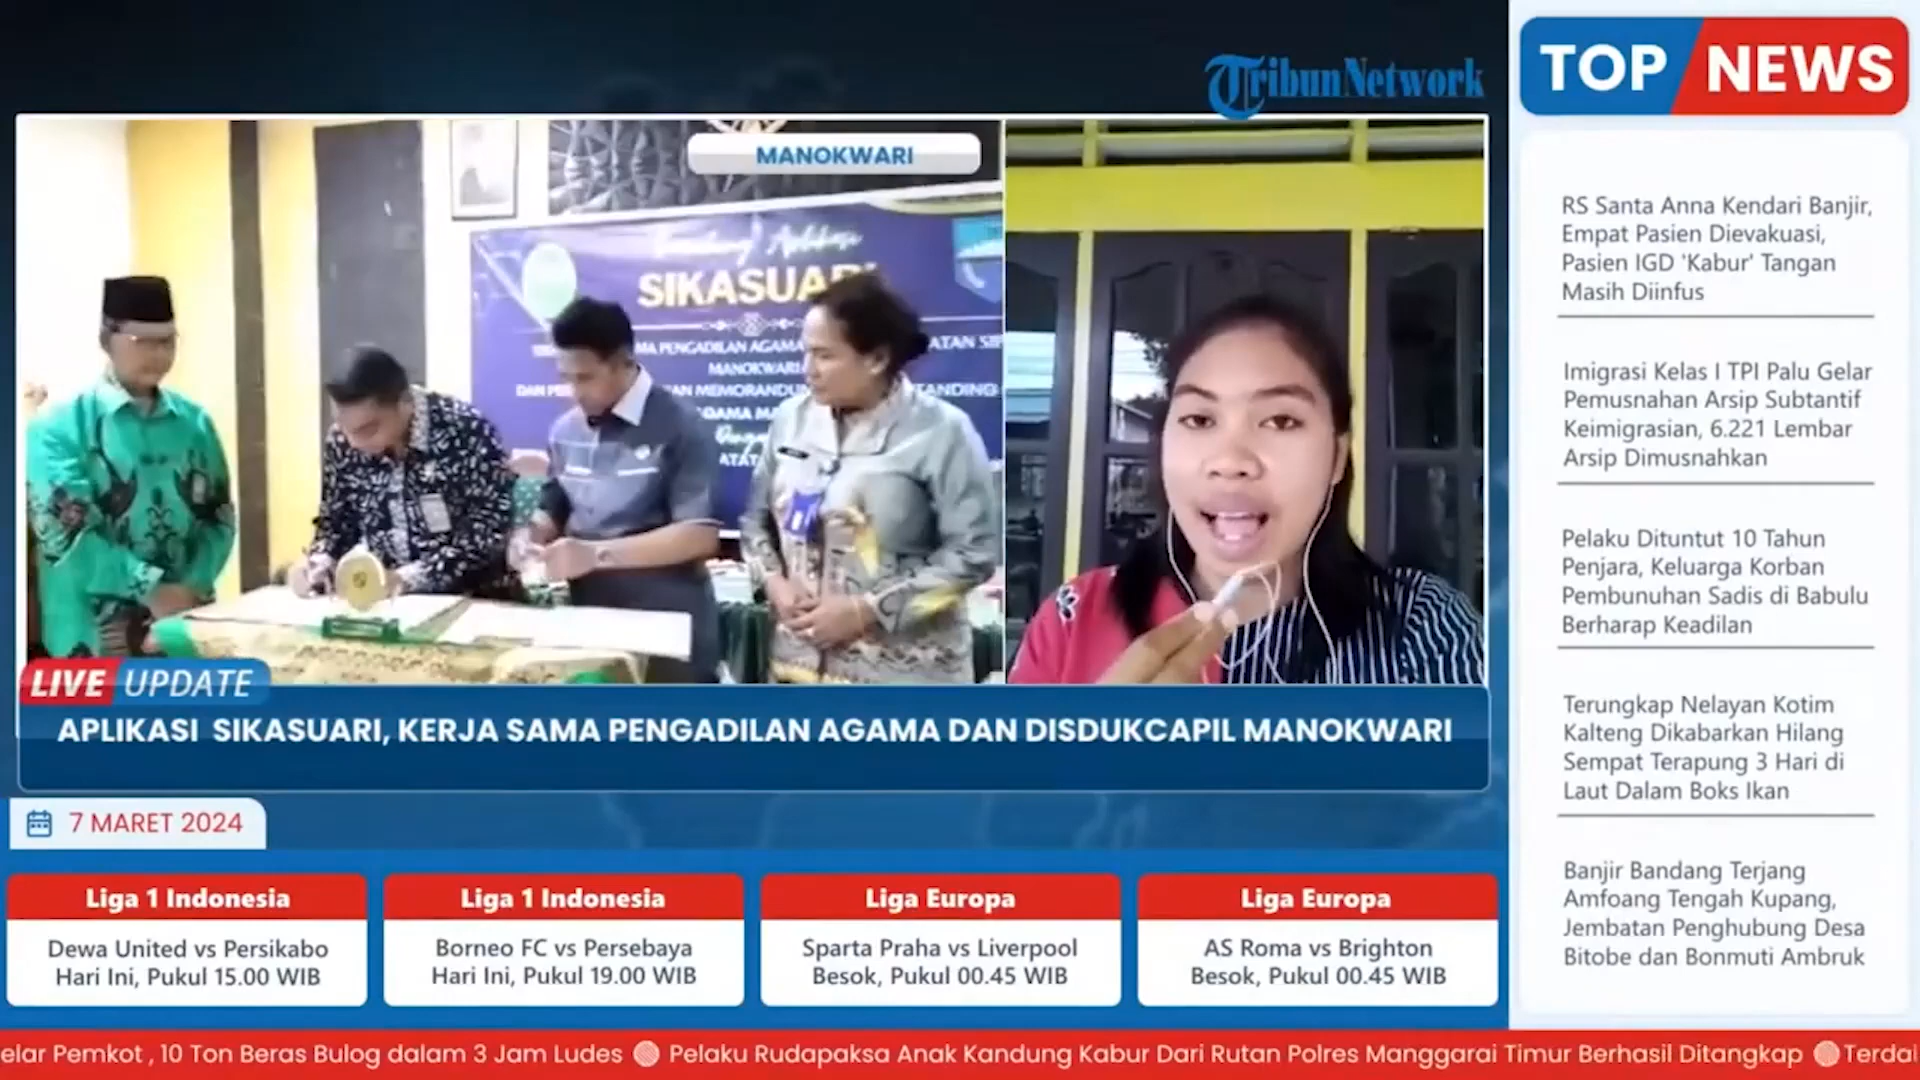 TribunNetwork
TOP NEWS
MANOKWARI
Aplikasi
SIKASUARI
MA PENGADILAN AGAMA
MANOKWARI
MEMORANDUM
AGAMA
LIVE UPDATE
APLIKASI SIKASUARI, KERJA SAMA PENGADILAN AGAMA DAN DISDUKCAPIL MANOKWARI
7 MARET 2024
Liga 1 Indonesia
Dewa United vs Persikabo
Hari Ini, Pukul 15.00 WIB
Liga 1 Indonesia
Borneo FC vs Persebaya
Hari Ini, Pukul 19.00 WIB
Liga Europa
Sparta Praha vs Liverpool
Besok, Pukul 00.45 WIB
Liga Europa
AS Roma vs Brighton
Besok, Pukul 00.45 WIB
RS Santa Anna Kendari Banjir,
Empat Pasien Dievakuasi,
Pasien IGD 'Kabur' Tangan
Masih Diinfus
Imigrasi Kelas I TPI Palu Gelar
Pemusnahan Arsip Subtantif
Keimigrasian, 6.221 Lembar
Arsip Dimusnahkan
Pelaku Dituntut 10 Tahun
Penjara, Keluarga Korban
Pembunuhan Sadis di Babulu
Berharap Keadilan
Terungkap Nelayan Kotim
Kalteng Dikabarkan Hilang
Sempat Terapung 3 Hari di
Laut Dalam Boks Ikan
Banjir Bandang Terjang
Amfoang Tengah Kupang,
Jembatan Penghubung Desa
Bitobe dan Bonmuti Ambruk
elar Pemkot , 10 Ton Beras Bulog dalam 3 Jam Ludes Pelaku Rudapaksa Anak Kandung Kabur Dari Rutan Polres Manggarai Timur Berhasil Ditangkap Terdal